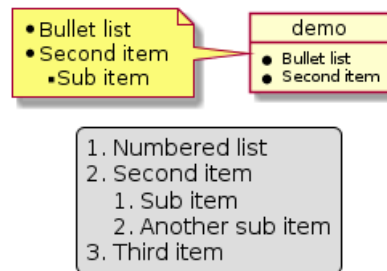 • Bullet list
• Second item
▪ Sub item
demo
• Bullet list
• Second item
1. Numbered list
2. Second item
1. Sub item
2. Another sub item
3. Third item